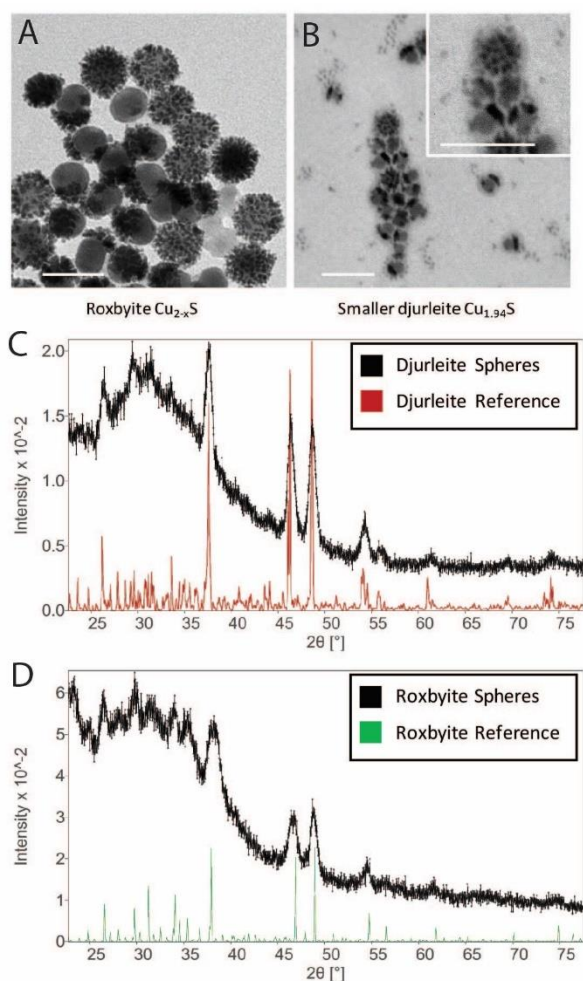 A
B
Roxbyite Cu2-xS
Smaller djurleite Cu1.94S
C
Djurleite Spheres
Djurleite Reference
Intensity x 10^-2
2.0
1.5
1.0
0.5
0.0
25 30 35 40 45 50 55 60 65 70 75
2θ [°]
D
Roxbyite Spheres
Roxbyite Reference
Intensity x 10^-2
6
5
4
3
2
1
0
25 30 35 40 45 50 55 60 65 70 75
2θ [°]